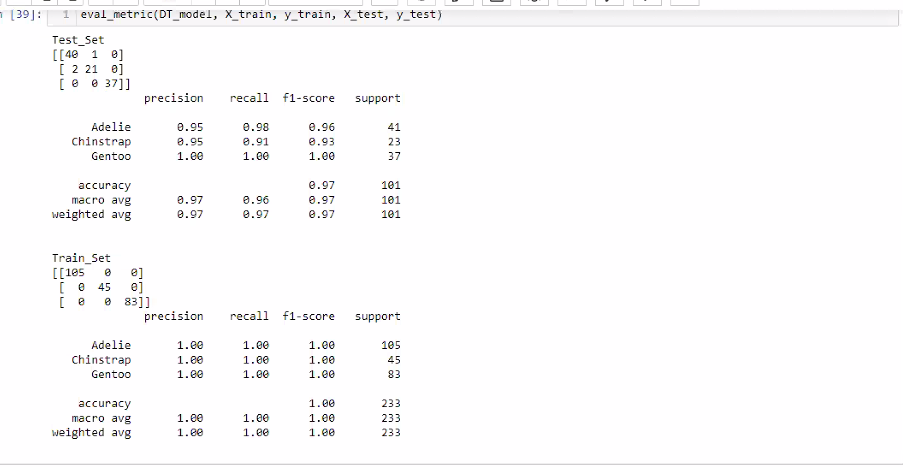 [39]: 1 eval_metric(DT_model, X_train, y_train, X_test, y_test)
Test_Set
[[40 1 0]
[ 2 21 0]
[ 0 0 37]]
precision recall f1-score support
Adelie 0.95 0.98 0.96 41
Chinstrap 0.95 0.91 0.93 23
Gentoo 1.00 1.00 1.00 37
accuracy 0.97 101
macro avg 0.97 0.96 0.97 101
weighted avg 0.97 0.97 0.97 101
Train_Set
[[105 0 0]
[ 0 45 0]
[ 0 0 83]]
precision recall f1-score support
Adelie 1.00 1.00 1.00 105
Chinstrap 1.00 1.00 1.00 45
Gentoo 1.00 1.00 1.00 83
accuracy 1.00 233
macro avg 1.00 1.00 1.00 233
weighted avg 1.00 1.00 1.00 233